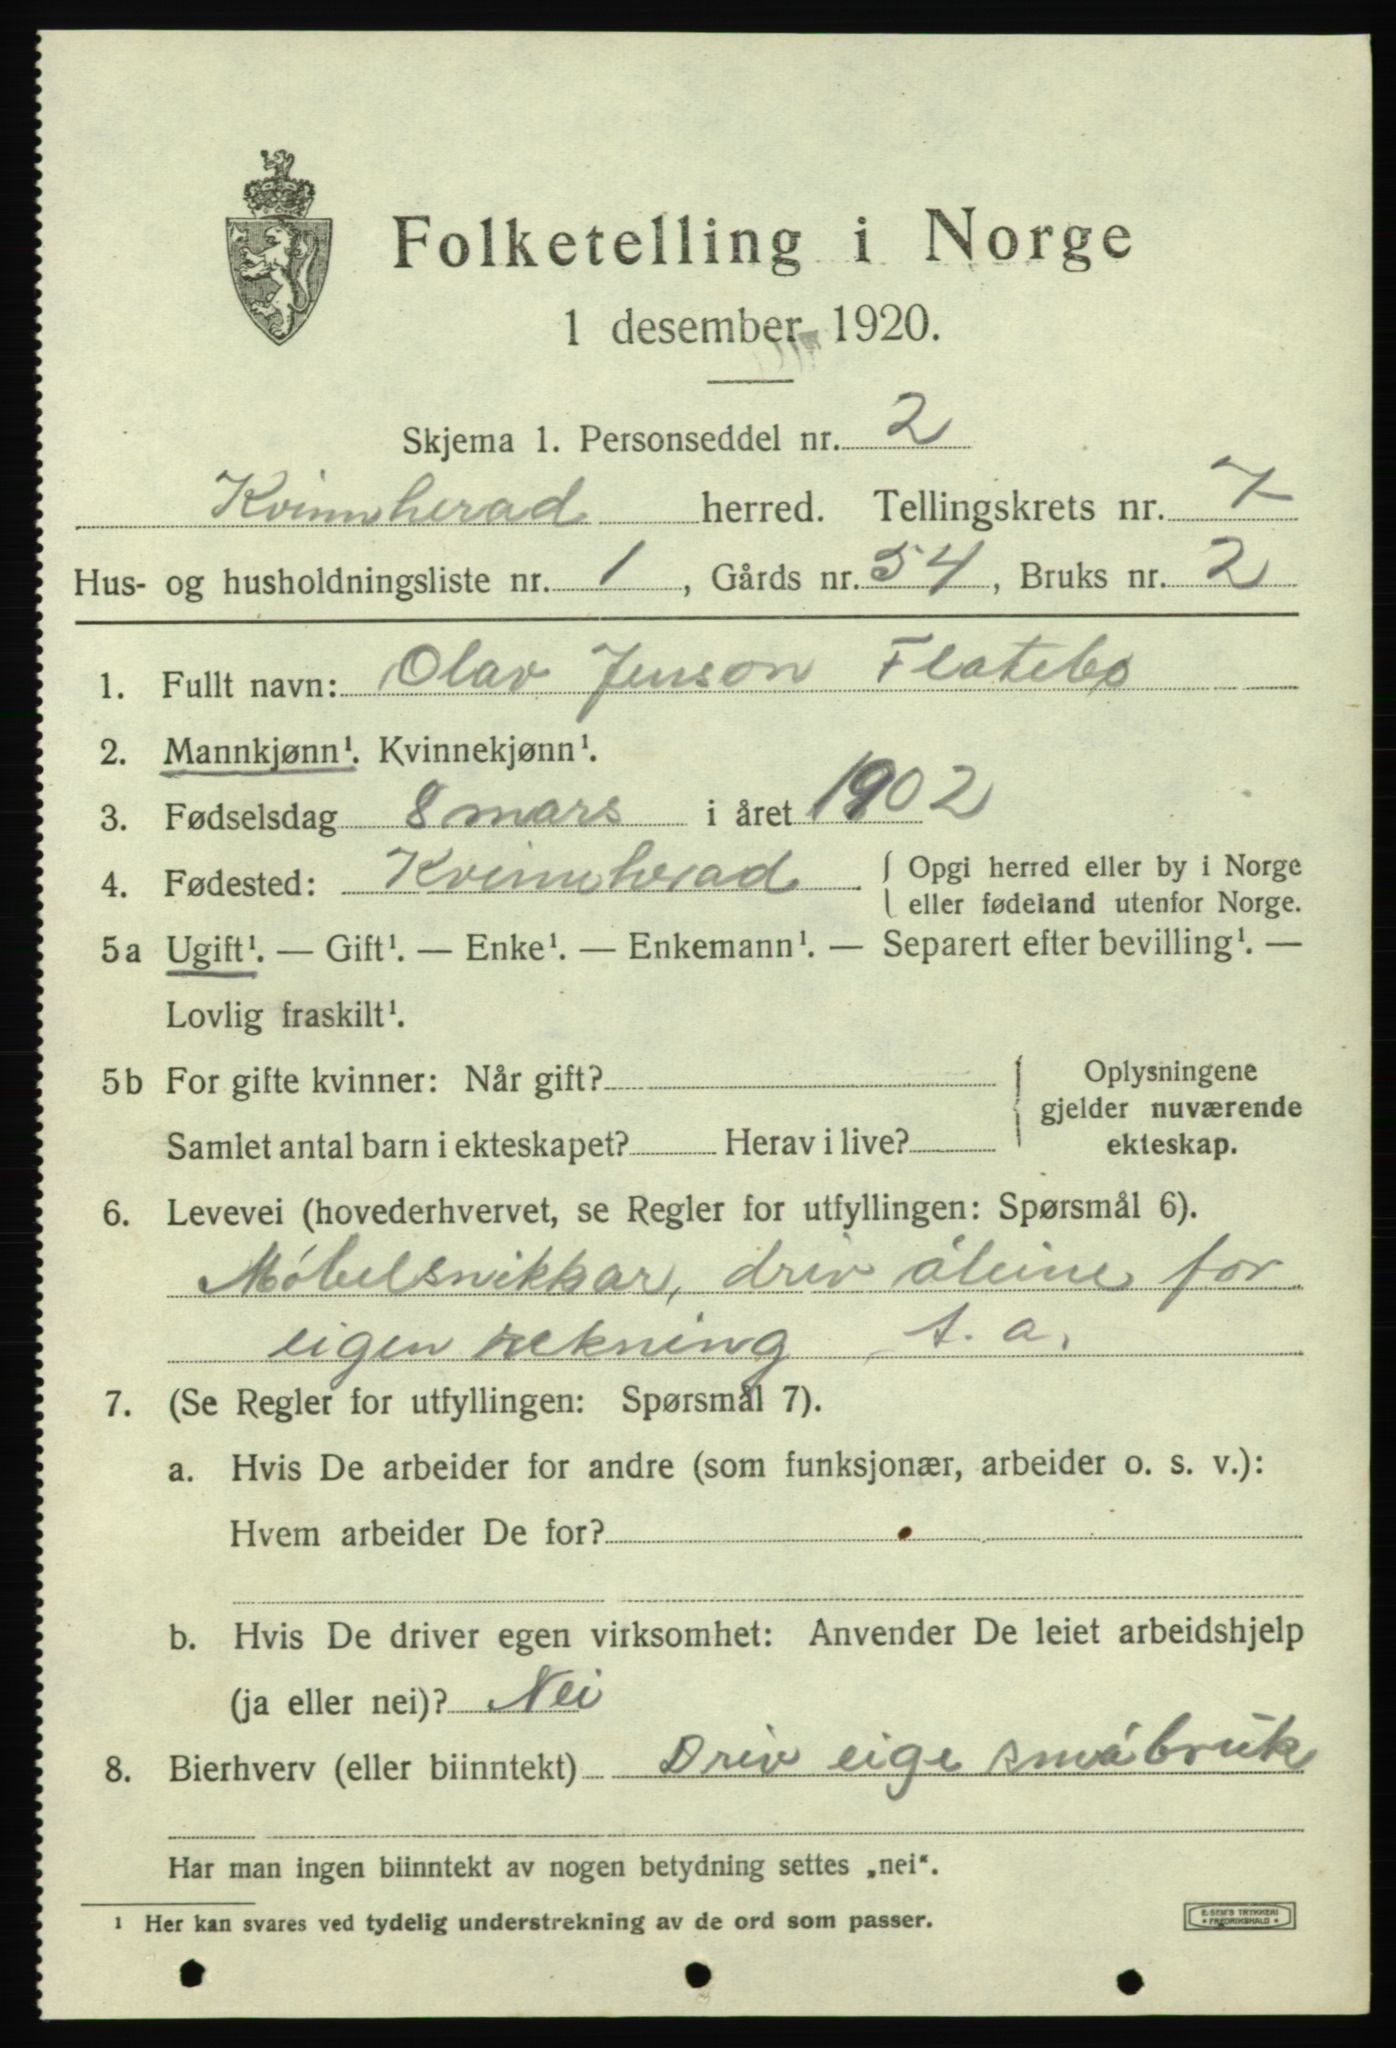 Folketelling i Norge
1 desember 1920.
Skjema 1. Personseddel nr. 2
Kvinnherad herred. Tellingskrets nr. 7
Hus- og husholdningsliste nr. 1, Gårds nr. 54, Bruks nr. 2
1. Fullt navn: Olav Jenson Flatebø
2. Mannkjønn¹. Kvinnekjønn¹.
3. Fødselsdag 8 mars i året 1902
4. Fødested: Kvinnherad { Opgi herred eller by i Norge
eller fødeland utenfor Norge.
5a Ugift¹. — Gift¹. — Enke¹. — Enkemann¹. — Separert efter bevilling¹. —
Lovlig fraskilt¹.
5b For gifte kvinner: Når gift?
Samlet antal barn i ekteskapet? Herav i live?
Oplysningene
gjelder nuværende
ekteskap.
6. Levevei (hovederhvervet, se Regler for utfyllingen: Spørsmål 6).
Møbelsnikkar, driv åleine for
eigen rekning s. a.
7. (Se Regler for utfyllingen: Spørsmål 7).
a. Hvis De arbeider for andre (som funksjonær, arbeider o. s. v.):
Hvem arbeider De for?
b. Hvis De driver egen virksomhet: Anvender De leiet arbeidshjelp
(ja eller nei)? Nei
8. Bierhverv (eller biinntekt) Driv eige småbruk
Har man ingen biinntekt av nogen betydning settes „nei“.
¹ Her kan svares ved tydelig understrekning av de ord som passer.
E. SEM'S TRYKKERI
• FREDRIKSHALD •